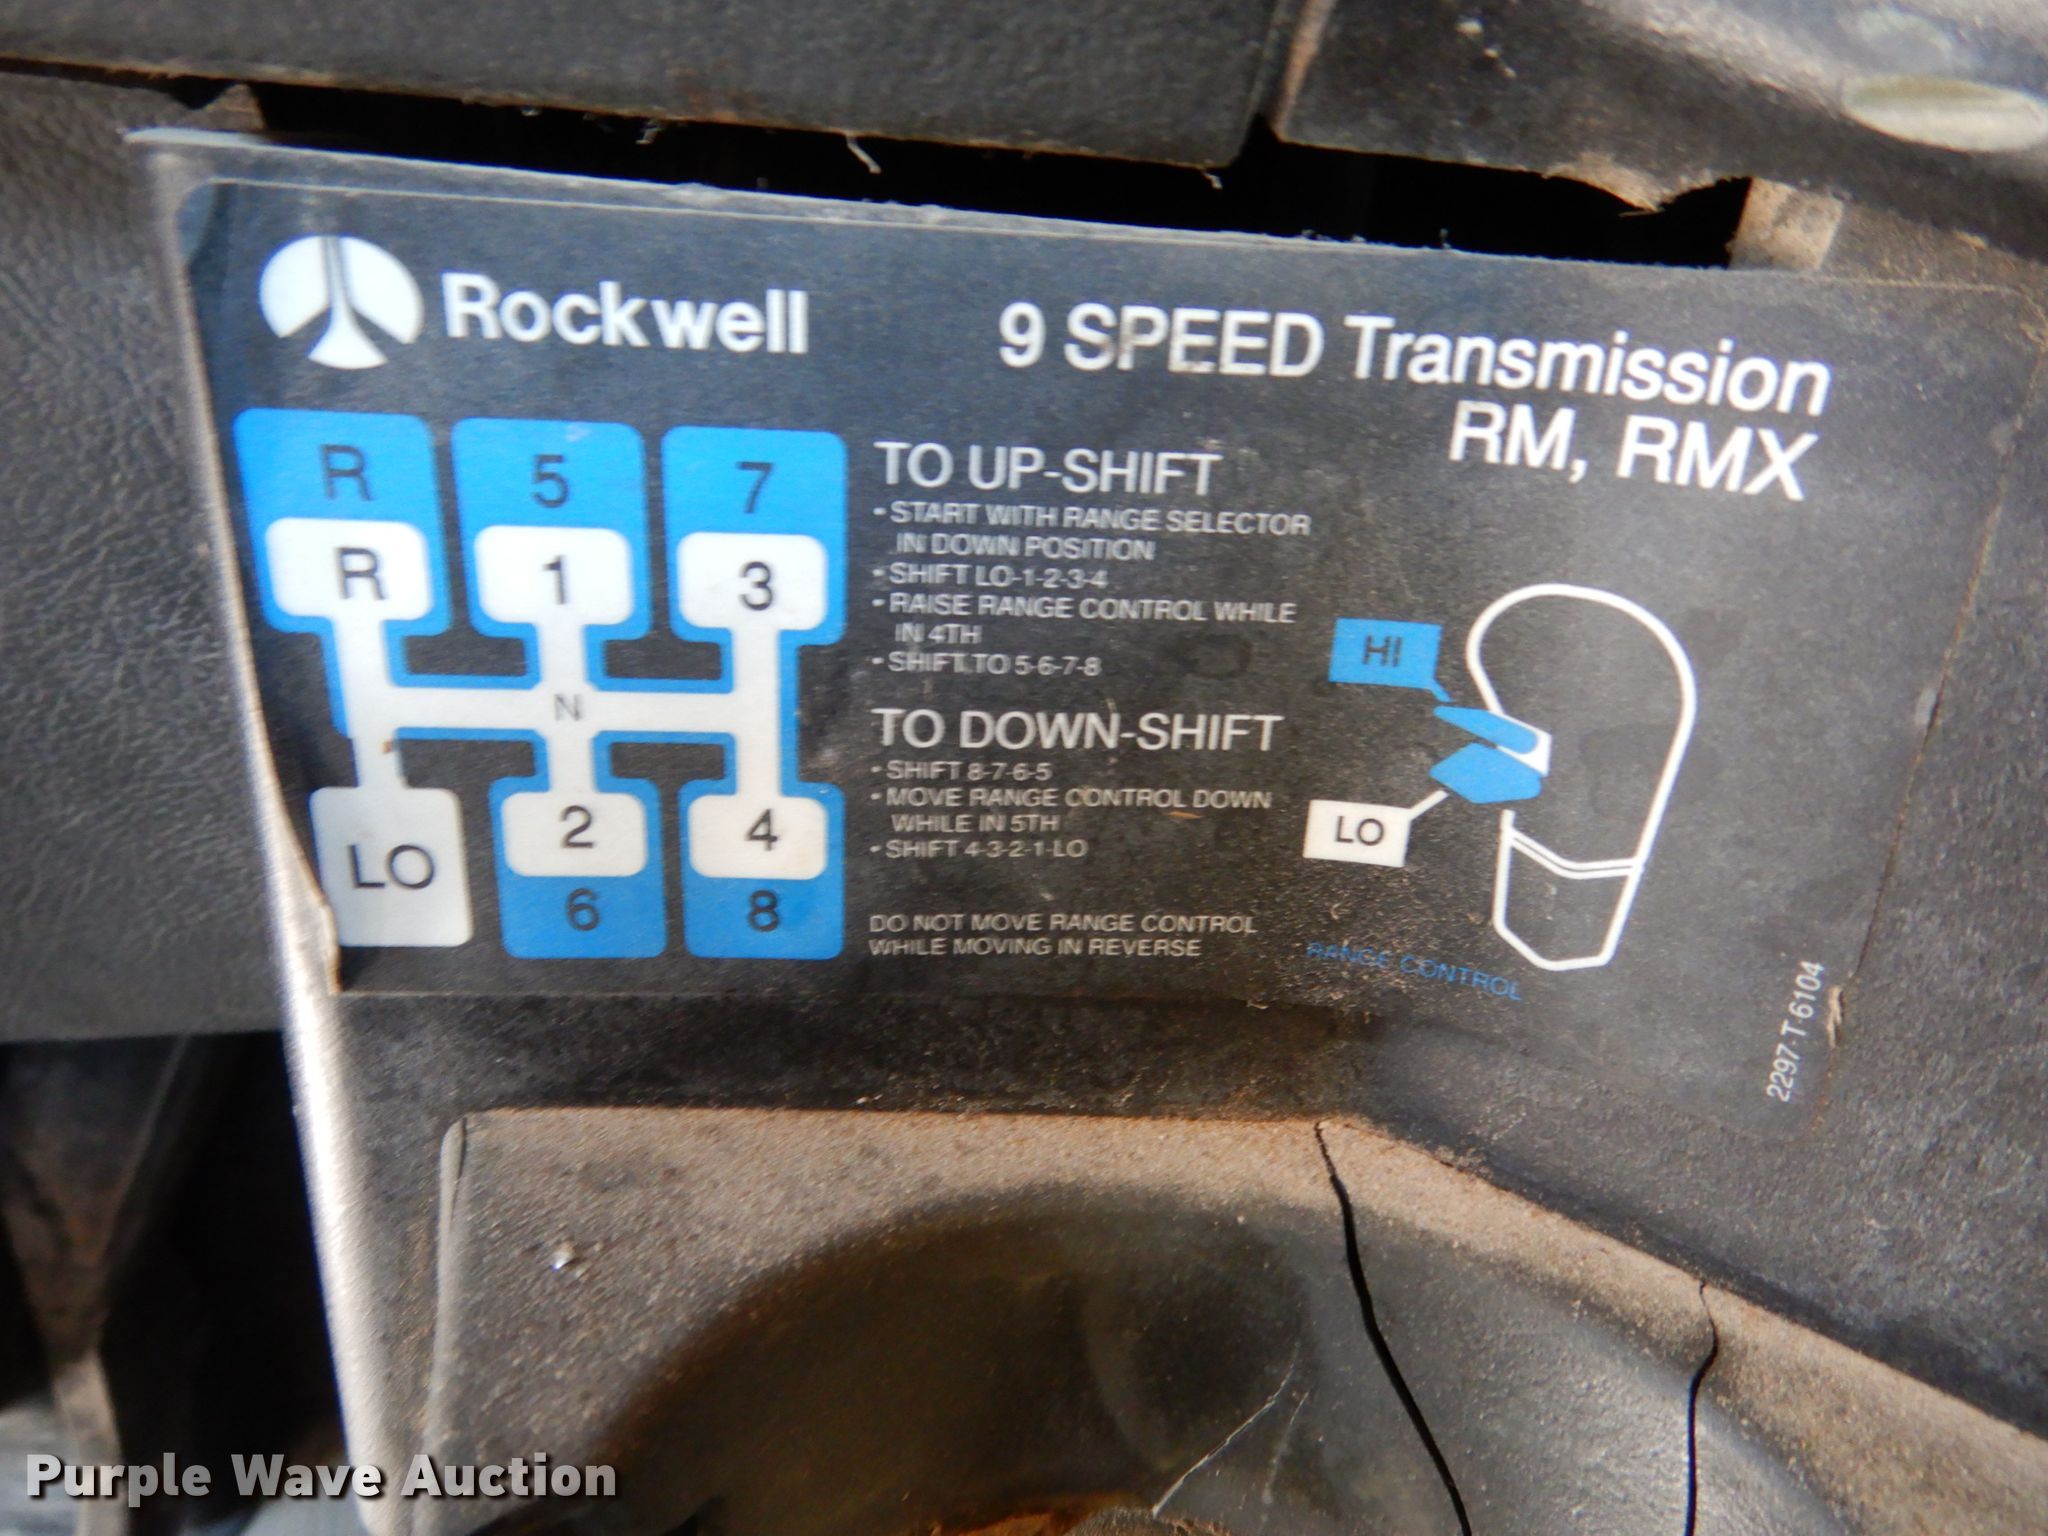 Rockwell
9 SPEED Transmission
RM, RMX
R 5 7
R 1 3
N
LO 2 4
6 8
TO UP-SHIFT
• START WITH RANGE SELECTOR
IN DOWN POSITION
• SHIFT LO-1-2-3-4
• RAISE RANGE CONTROL WHILE
IN 4TH
• SHIFT TO 5-6-7-8
TO DOWN-SHIFT
• SHIFT 8-7-6-5
• MOVE RANGE CONTROL DOWN
WHILE IN 5TH
• SHIFT 4-3-2-1-LO
DO NOT MOVE RANGE CONTROL
WHILE MOVING IN REVERSE
HI
LO
RANGE CONTROL
2297-T-6104
Purple Wave Auction